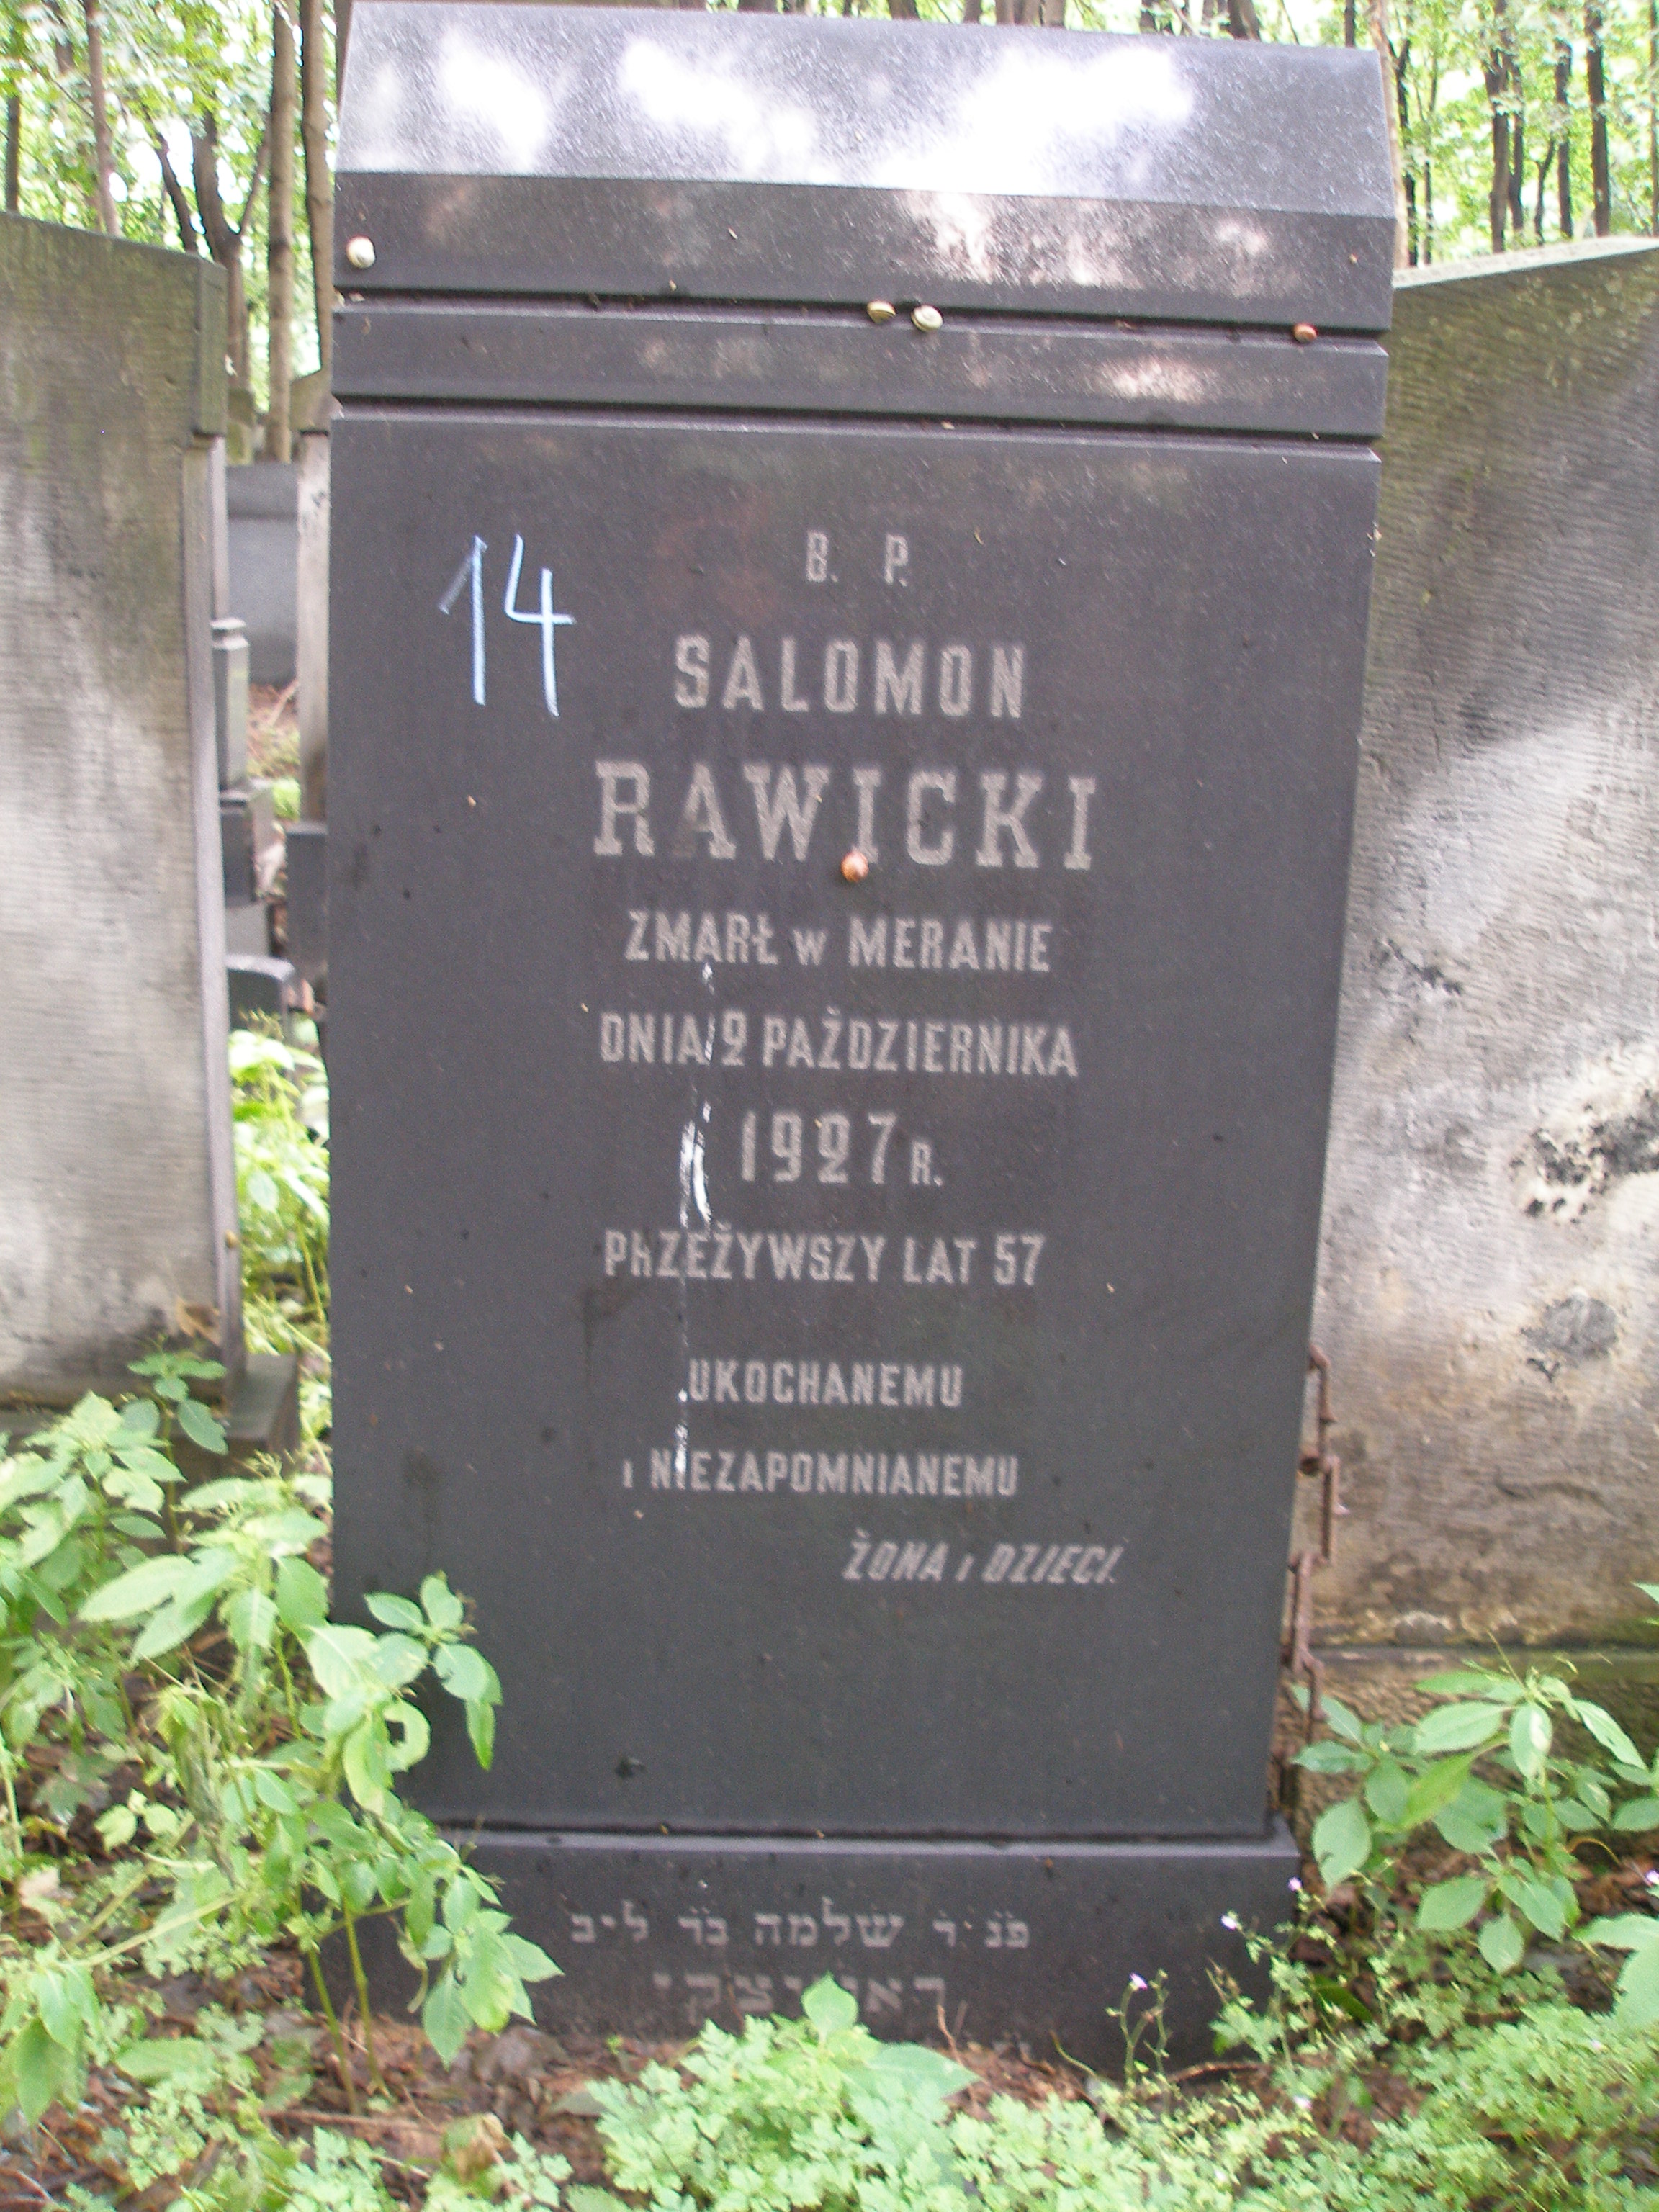 14
B. P.
SALOMON
RAWICKI
ZMARŁ w MERANIE
DNIA 2 PAŹDZIERNIKA
1927 R.
PRZEŻYWSZY LAT 57
UKOCHANEMU
I NIEZAPOMNIANEMU
ŻONA I DZIECI.
פנ ר שלמה בר ליב
ראוויצקי